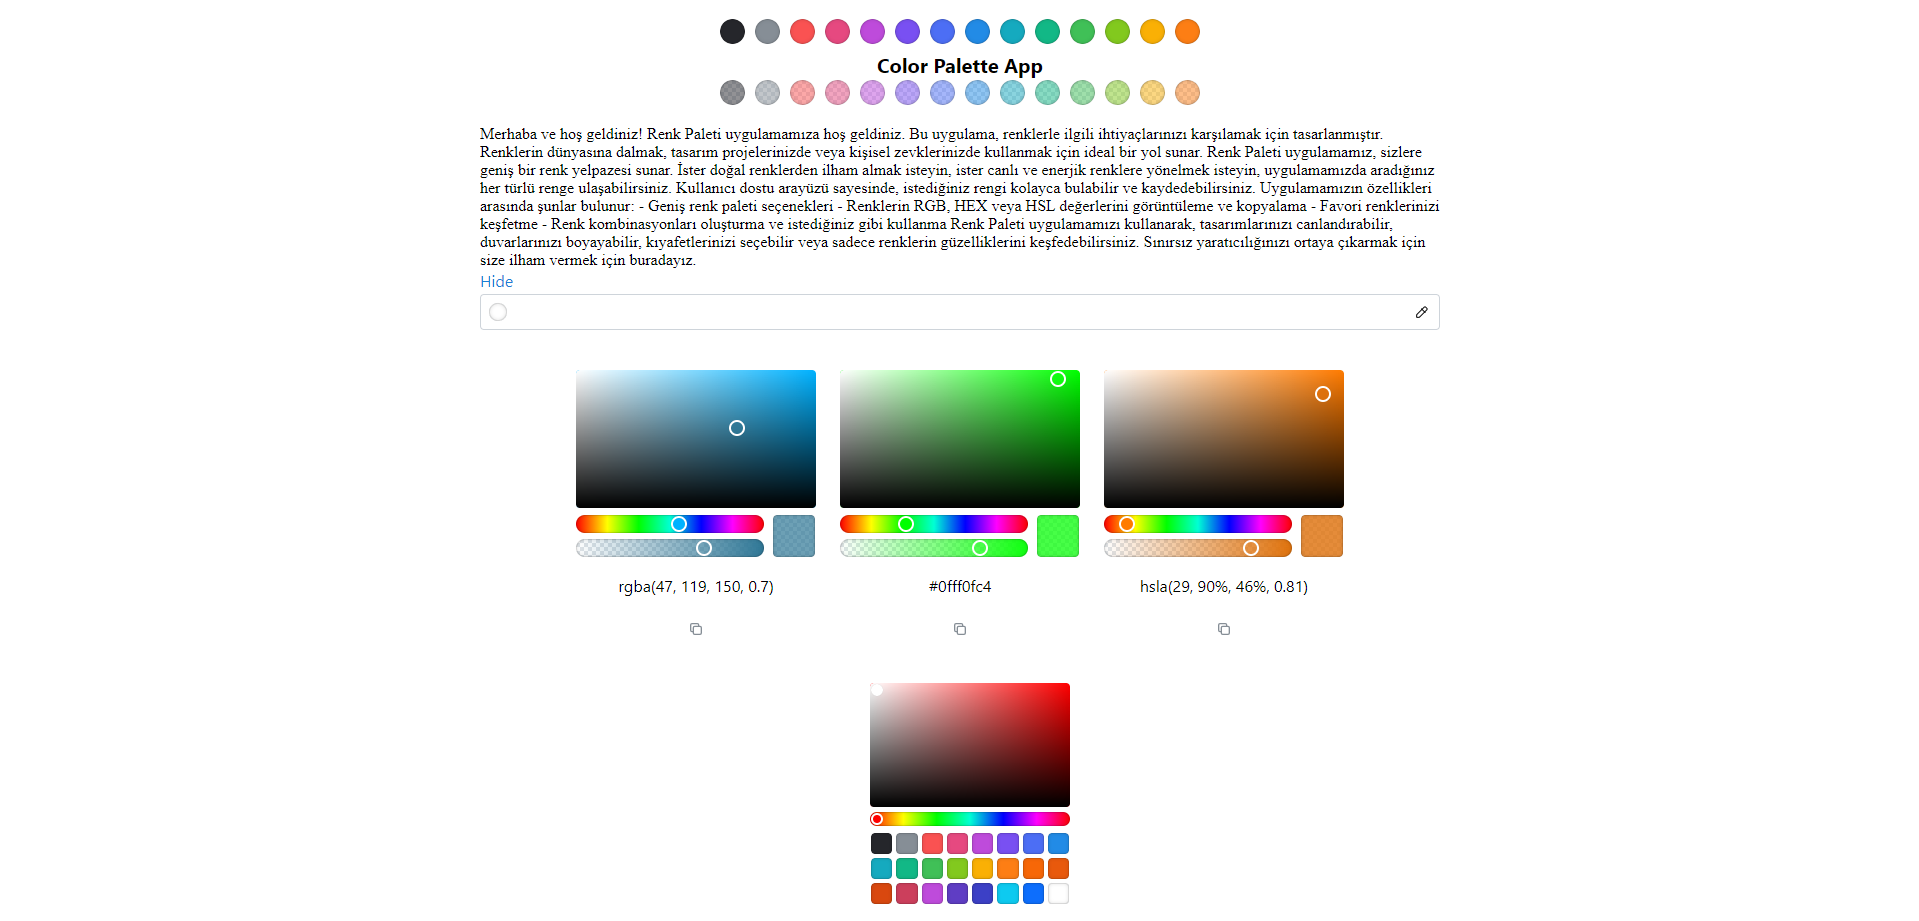 Color Palette App
Merhaba ve hoş geldiniz! Renk Paleti uygulamamıza hoş geldiniz. Bu uygulama, renklerle ilgili ihtiyaçlarınızı karşılamak için tasarlanmıştır.
Renklerin dünyasına dalmak, tasarım projelerinizde veya kişisel zevklerinizde kullanmak için ideal bir yol sunar. Renk Paleti uygulamamız, sizlere
geniş bir renk yelpazesi sunar. İster doğal renklerden ilham almak isteyin, ister canlı ve enerjik renklere yönelmek isteyin, uygulamamızda aradığınız
her türlü renge ulaşabilirsiniz. Kullanıcı dostu arayüzü sayesinde, istediğiniz rengi kolayca bulabilir ve kaydedebilirsiniz. Uygulamamızın özellikleri
arasında şunlar bulunur: - Geniş renk paleti seçenekleri - Renklerin RGB, HEX veya HSL değerlerini görüntüleme ve kopyalama - Favori renklerinizi
keşfetme - Renk kombinasyonları oluşturma ve istediğiniz gibi kullanma Renk Paleti uygulamamızı kullanarak, tasarımlarınızı canlandırabilir,
duvarlarınızı boyayabilir, kıyafetlerinizi seçebilir veya sadece renklerin güzelliklerini keşfedebilirsiniz. Sınırsız yaratıcılığınızı ortaya çıkarmak için
size ilham vermek için buradayız.
Hide
rgba(47, 119, 150, 0.7)
#0fff0fc4
hsla(29, 90%, 46%, 0.81)